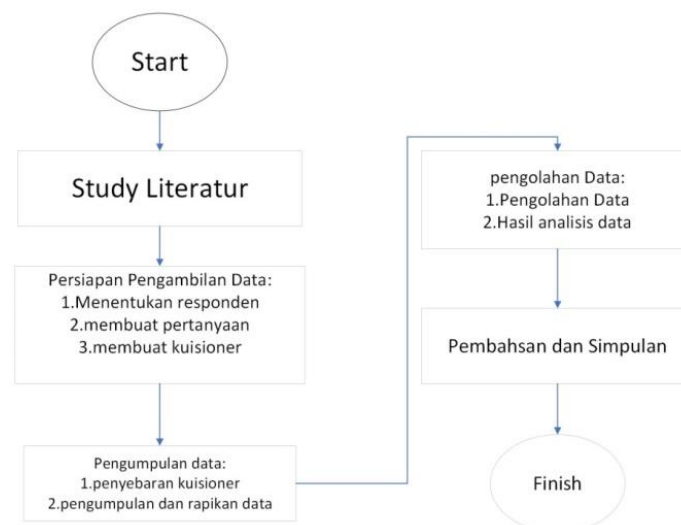 Start
Study Literatur
Persiapan Pengambilan Data:
1.Menentukan responden
2.membuat pertanyaan
3.membuat kuisioner
Pengumpulan data:
1.penyebaran kuisioner
2.pengumpulan dan rapikan data
pengolahan Data:
1.Pengolahan Data
2.Hasil analisis data
Pembahsan dan Simpulan
Finish